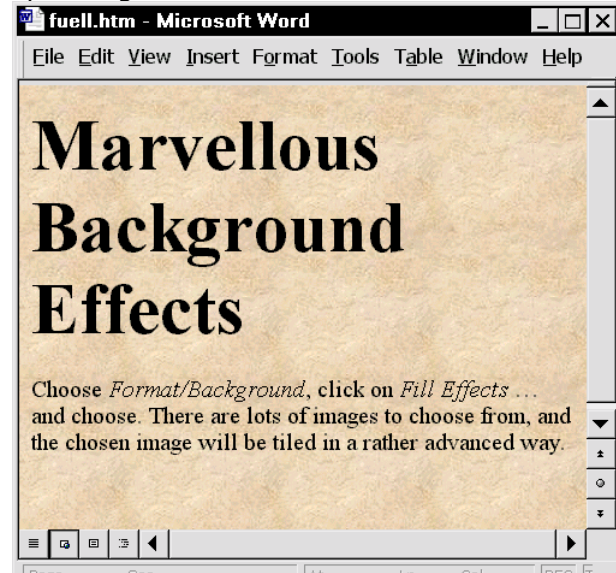 fuell.htm - Microsoft Word
File Edit View Insert Format Tools Table Window Help
Marvellous
Background
Effects
Choose Format/Background, click on Fill Effects …
and choose. There are lots of images to choose from, and
the chosen image will be tiled in a rather advanced way.